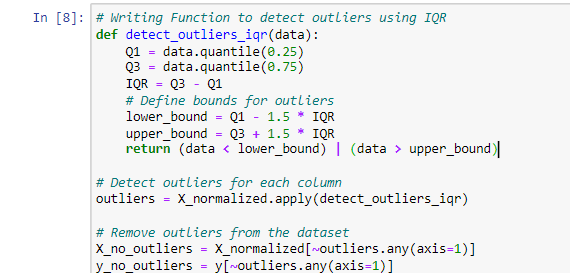 In [8]: # Writing Function to detect outliers using IQR
def detect_outliers_iqr(data):
    Q1 = data.quantile(0.25)
    Q3 = data.quantile(0.75)
    IQR = Q3 - Q1
    # Define bounds for outliers
    lower_bound = Q1 - 1.5 * IQR
    upper_bound = Q3 + 1.5 * IQR
    return (data < lower_bound) | (data > upper_bound)

# Detect outliers for each column
outliers = X_normalized.apply(detect_outliers_iqr)

# Remove outliers from the dataset
X_no_outliers = X_normalized[~outliers.any(axis=1)]
y_no_outliers = y[~outliers.any(axis=1)]